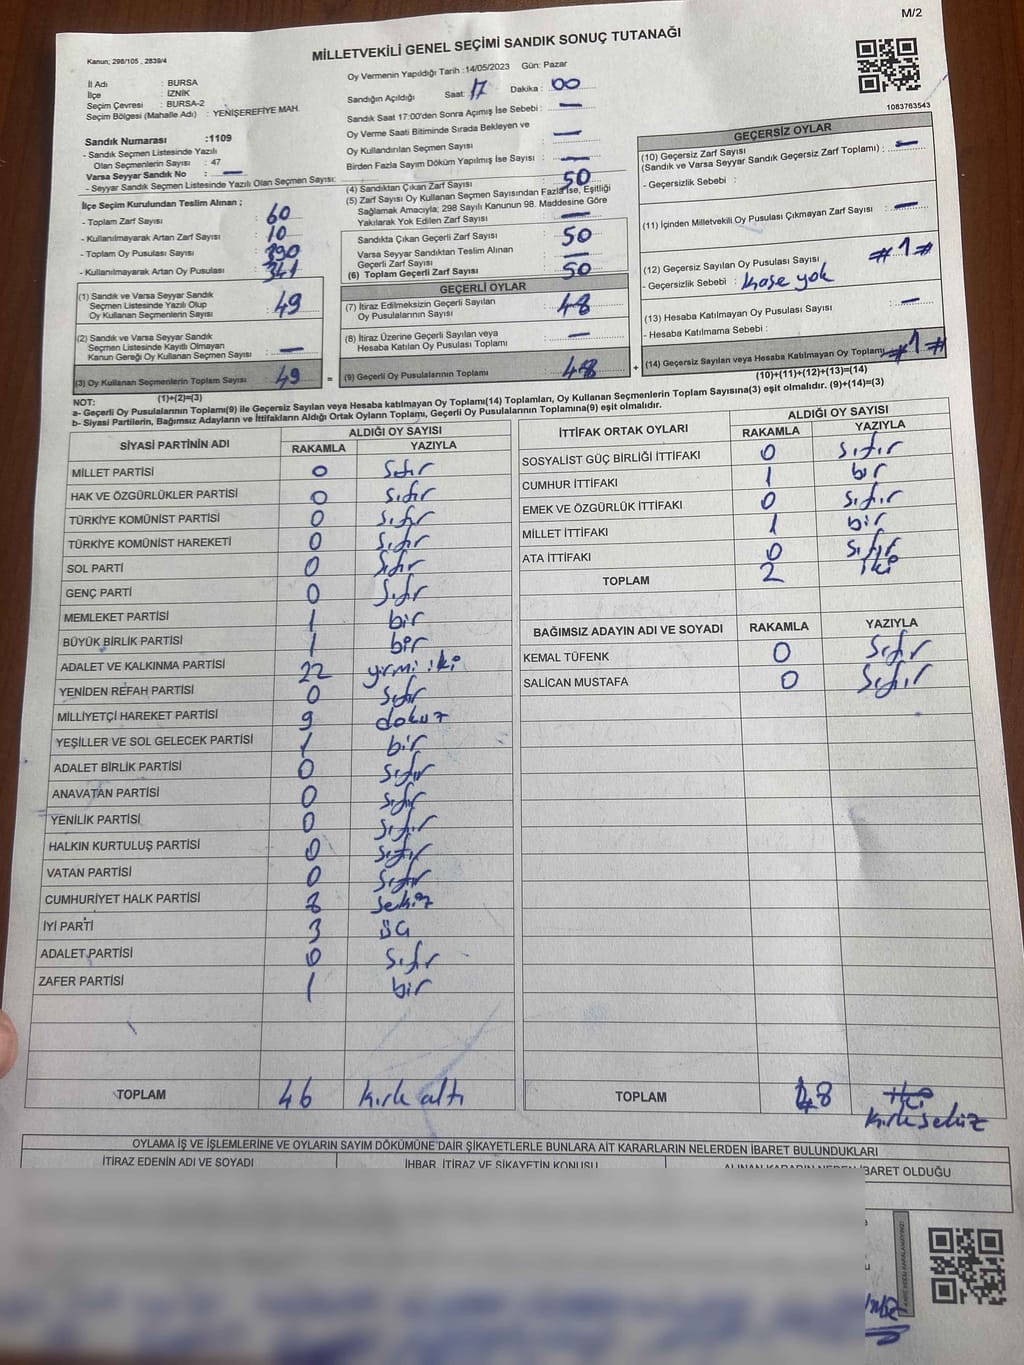 M/2
MİLLETVEKİLİ GENEL SEÇİMİ SANDIK SONUÇ TUTANAĞI
Kanun; 298/105 , 2839/4
İl Adı : BURSA
İlçe : İZNİK
Seçim Çevresi : BURSA-2
Seçim Bölgesi (Mahalle Adı) : YENİŞEREFİYE MAH.
Sandık Numarası :1109
- Sandık Seçmen Listesinde Yazılı
Olan Seçmenlerin Sayısı : 47
Varsa Seyyar Sandık No : —
- Seyyar Sandık Seçmen Listesinde Yazılı Olan Seçmen Sayısı:
İlçe Seçim Kurulundan Teslim Alınan ;
- Toplam Zarf Sayısı : 60
- Kullanılmayarak Artan Zarf Sayısı : 10
- Toplam Oy Pusulası Sayısı : 390
- Kullanılmayarak Artan Oy Pusulası : 341
(1) Sandık ve Varsa Seyyar Sandık
Seçmen Listesinde Yazılı Olup
Oy Kullanan Seçmenlerin Sayısı : 49
(2) Sandık ve Varsa Seyyar Sandık
Seçmen Listesinde Kayıtlı Olmayan
Kanun Gereği Oy Kullanan Seçmen Sayısı : —
(3) Oy Kullanan Seçmenlerin Toplam Sayısı : 49
(1)+(2)=(3)
Oy Vermenin Yapıldığı Tarih :14/05/2023 Gün: Pazar
Sandığın Açıldığı Saat: 17 Dakika : 00
Sandık Saat 17:00'den Sonra Açımış İse Sebebi : —
Oy Verme Saati Bitiminde Sırada Bekleyen ve
Oy Kullandırılan Seçmen Sayısı : —
Birden Fazla Sayım Döküm Yapılmış İse Sayısı : —
(4) Sandıktan Çıkan Zarf Sayısı : 50
(5) Zarf Sayısı Oy Kullanan Seçmen Sayısından Fazla İse, Eşitliği
Sağlamak Amacıyla; 298 Sayılı Kanunun 98. Maddesine Göre
Yakılarak Yok Edilen Zarf Sayısı : —
Sandıkta Çıkan Geçerli Zarf Sayısı : 50
Varsa Seyyar Sandıktan Teslim Alınan
Geçerli Zarf Sayısı : —
(6) Toplam Geçerli Zarf Sayısı : 50
GEÇERLİ OYLAR
(7) İtiraz Edilmeksizin Geçerli Sayılan
Oy Pusulalarının Sayısı : 48
(8) İtiraz Üzerine Geçerli Sayılan veya
Hesaba Katılan Oy Pusulası Toplamı : —
= (9) Geçerli Oy Pusulalarının Toplamı : 48 +
1083763543
GEÇERSİZ OYLAR
(10) Geçersiz Zarf Sayısı
(Sandık ve Varsa Seyyar Sandık Geçersiz Zarf Toplamı) : —
- Geçersizlik Sebebi :
(11) İçinden Milletvekili Oy Pusulası Çıkmayan Zarf Sayısı : —
(12) Geçersiz Sayılan Oy Pusulası Sayısı : #1#
- Geçersizlik Sebebi : kaşe yok
(13) Hesaba Katılmayan Oy Pusulası Sayısı : —
- Hesaba Katılmama Sebebi :
(14) Geçersiz Sayılan veya Hesaba Katılmayan Oy Toplamı : #1#
(10)+(11)+(12)+(13)=(14)
NOT:
a- Geçerli Oy Pusulalarının Toplamı(9) ile Geçersiz Sayılan veya Hesaba Katılmayan Oy Toplamı(14) Toplamları, Oy Kullanan Seçmenlerin Toplam Sayısına(3) eşit olmalıdır. (9)+(14)=(3)
b- Siyasi Partilerin, Bağımsız Adayların ve İttifakların Aldığı Ortak Oyların Toplamı, Geçerli Oy Pusulalarının Toplamına(9) eşit olmalıdır.
SİYASİ PARTİNİN ADI ALDIĞI OY SAYISI
RAKAMLA YAZIYLA
MİLLET PARTİSİ 0 sıfır
HAK VE ÖZGÜRLÜKLER PARTİSİ 0 sıfır
TÜRKİYE KOMÜNİST PARTİSİ 0 sıfır
TÜRKİYE KOMÜNİST HAREKETİ 0 sıfır
SOL PARTİ 0 sıfır
GENÇ PARTİ 0 sıfır
MEMLEKET PARTİSİ 1 bir
BÜYÜK BİRLİK PARTİSİ 1 bir
ADALET VE KALKINMA PARTİSİ 22 yirmi iki
YENİDEN REFAH PARTİSİ 0 sıfır
MİLLİYETÇİ HAREKET PARTİSİ 9 dokuz
YEŞİLLER VE SOL GELECEK PARTİSİ 1 bir
ADALET BİRLİK PARTİSİ 0 sıfır
ANAVATAN PARTİSİ 0 sıfır
YENİLİK PARTİSİ 0 sıfır
HALKIN KURTULUŞ PARTİSİ 0 sıfır
VATAN PARTİSİ 0 sıfır
CUMHURİYET HALK PARTİSİ 8 sekiz
İYİ PARTİ 3 üç
ADALET PARTİSİ 0 sıfır
ZAFER PARTİSİ 1 bir
TOPLAM 46 kırk altı
İTTİFAK ORTAK OYLARI ALDIĞI OY SAYISI
RAKAMLA YAZIYLA
SOSYALİST GÜÇ BİRLİĞİ İTTİFAKI 0 sıfır
CUMHUR İTTİFAKI 1 bir
EMEK VE ÖZGÜRLÜK İTTİFAKI 0 sıfır
MİLLET İTTİFAKI 1 bir
ATA İTTİFAKI 0 sıfır
TOPLAM 2 iki
BAĞIMSIZ ADAYIN ADI VE SOYADI RAKAMLA YAZIYLA
KEMAL TÜFENK 0 sıfır
SALİCAN MUSTAFA 0 sıfır
TOPLAM 48 iki
kırk sekiz
OYLAMA İŞ VE İŞLEMLERİNE VE OYLARIN SAYIM DÖKÜMÜNE DAİR ŞİKAYETLERLE BUNLARA AİT KARARLARIN NELERDEN İBARET BULUNDUKLARI
İTİRAZ EDENİN ADI VE SOYADI İHBAR, İTİRAZ VE ŞİKAYETİN KONUSU ALINAN KARARIN NEDEN İBARET OLDUĞU